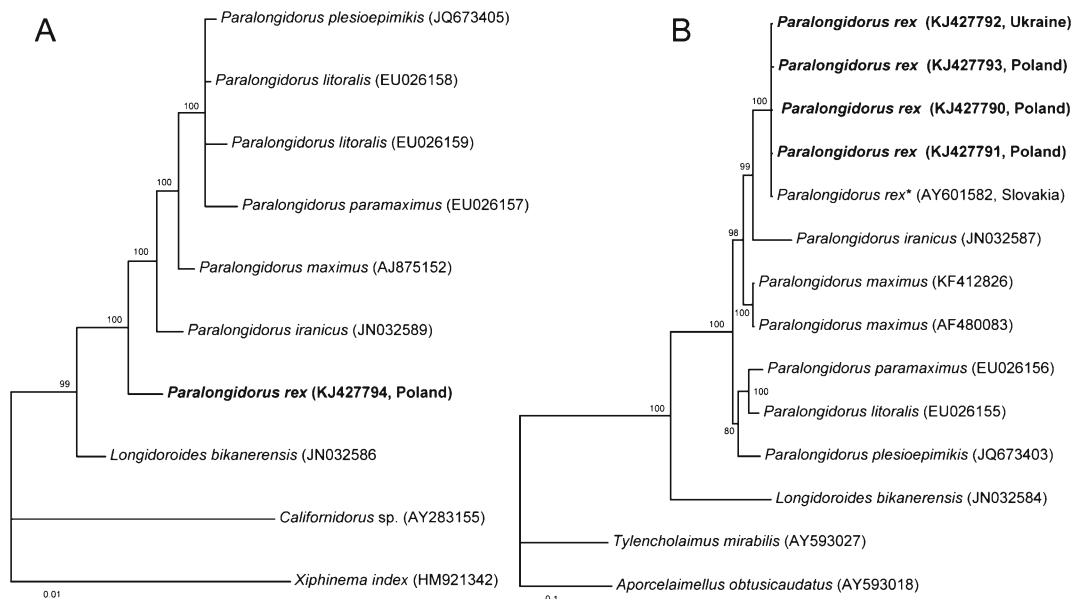 A
Paralongidorus plesioepimikis (JQ673405)
Paralongidorus litoralis (EU026158)
100
Paralongidorus litoralis (EU026159)
100
Paralongidorus paramaximus (EU026157)
100
Paralongidorus maximus (AJ875152)
100
Paralongidorus iranicus (JN032589)
99
Paralongidorus rex (KJ427794, Poland)
Longidoroides bikanerensis (JN032586
Californidorus sp. (AY283155)
Xiphinema index (HM921342)
0.01
B
Paralongidorus rex (KJ427792, Ukraine)
Paralongidorus rex (KJ427793, Poland)
100
Paralongidorus rex (KJ427790, Poland)
Paralongidorus rex (KJ427791, Poland)
99
Paralongidorus rex* (AY601582, Slovakia)
98
Paralongidorus iranicus (JN032587)
Paralongidorus maximus (KF412826)
100
100
Paralongidorus maximus (AF480083)
Paralongidorus paramaximus (EU026156)
100
100
Paralongidorus litoralis (EU026155)
80
Paralongidorus plesioepimikis (JQ673403)
Longidoroides bikanerensis (JN032584)
Tylencholaimus mirabilis (AY593027)
Aporcelaimellus obtusicaudatus (AY593018)
0.1